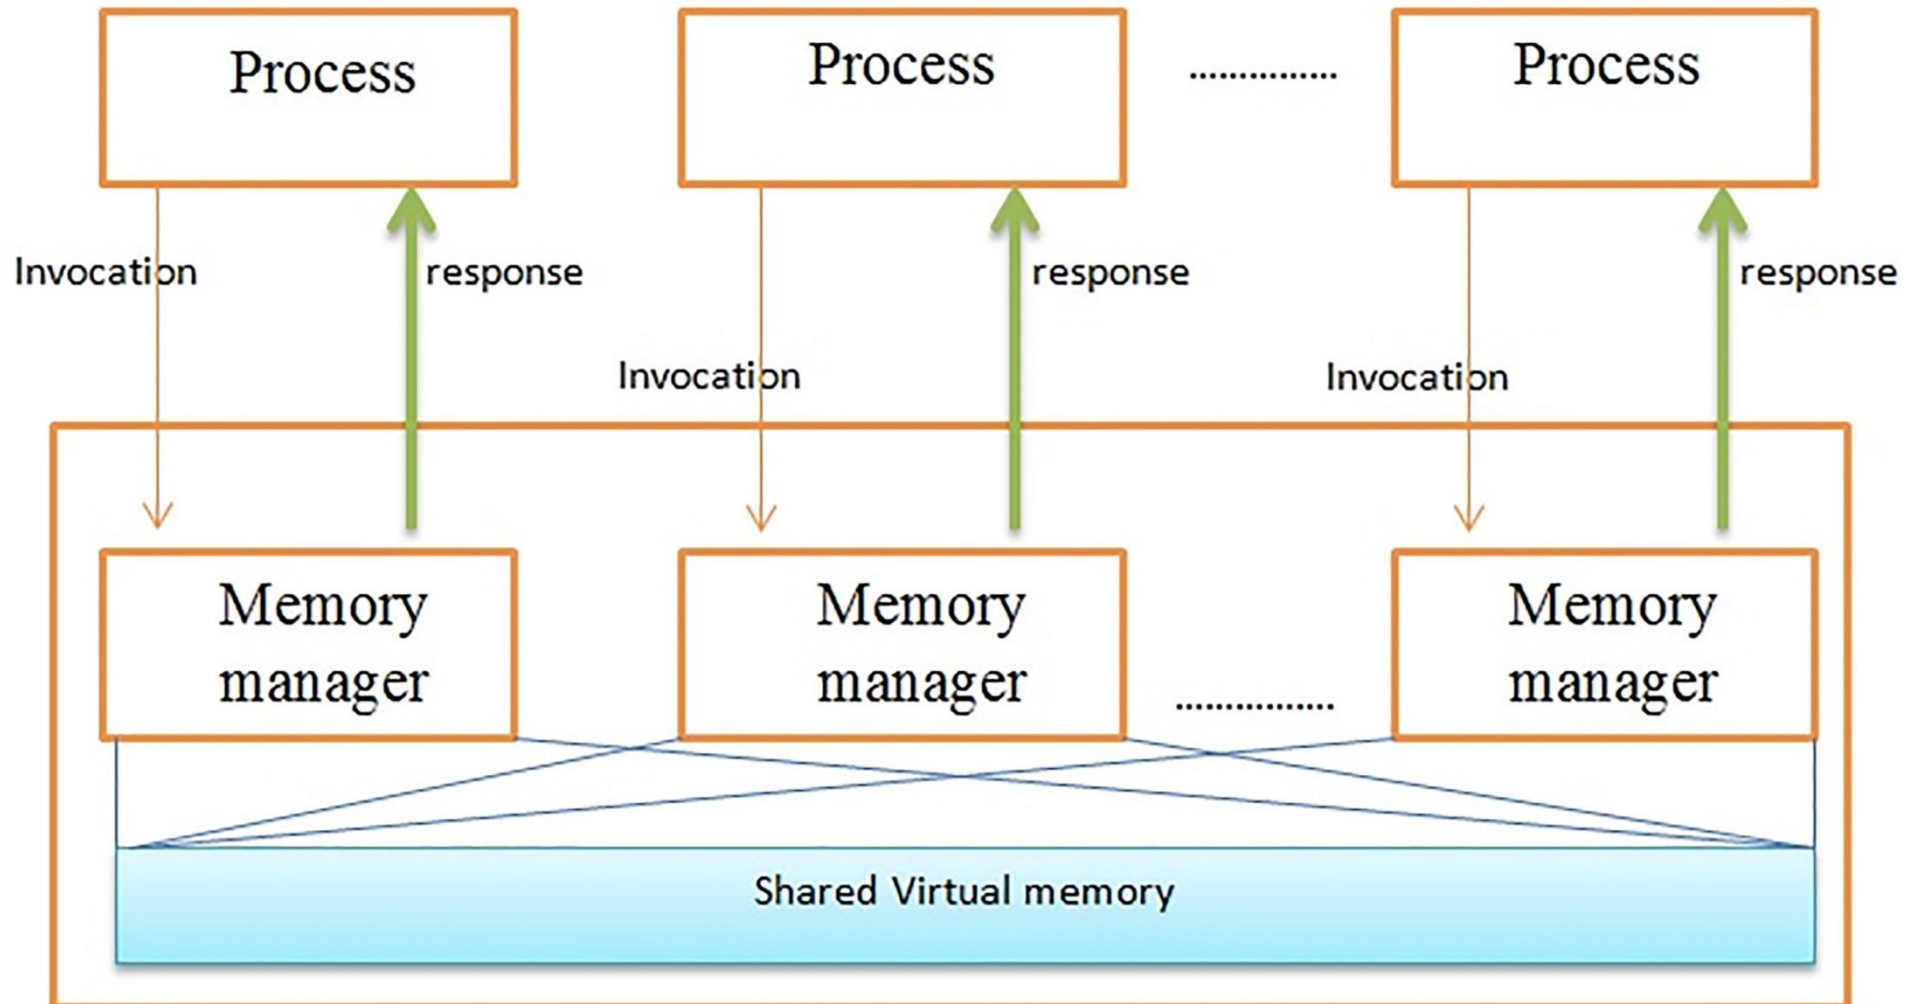 Process
Process
...............
Process
Invocation
response
response
response
Invocation
Invocation
Memory
manager
Memory
manager
................
Memory
manager
Shared Virtual memory